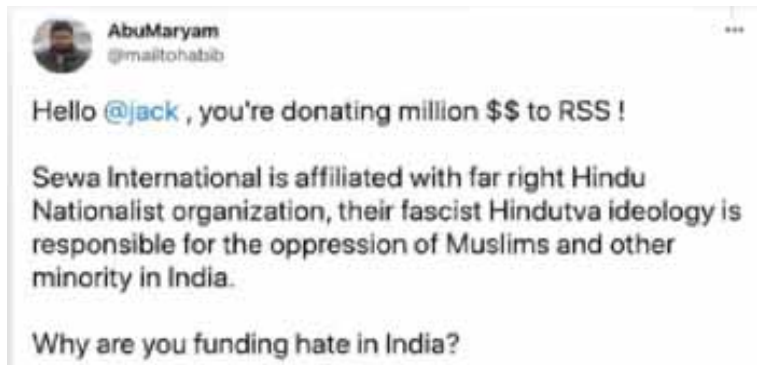 AbuMaryam
@mailtohabib
Hello @jack , you're donating million $$ to RSS !
Sewa International is affiliated with far right Hindu
Nationalist organization, their fascist Hindutva ideology is
responsible for the oppression of Muslims and other
minority in India.
Why are you funding hate in India?